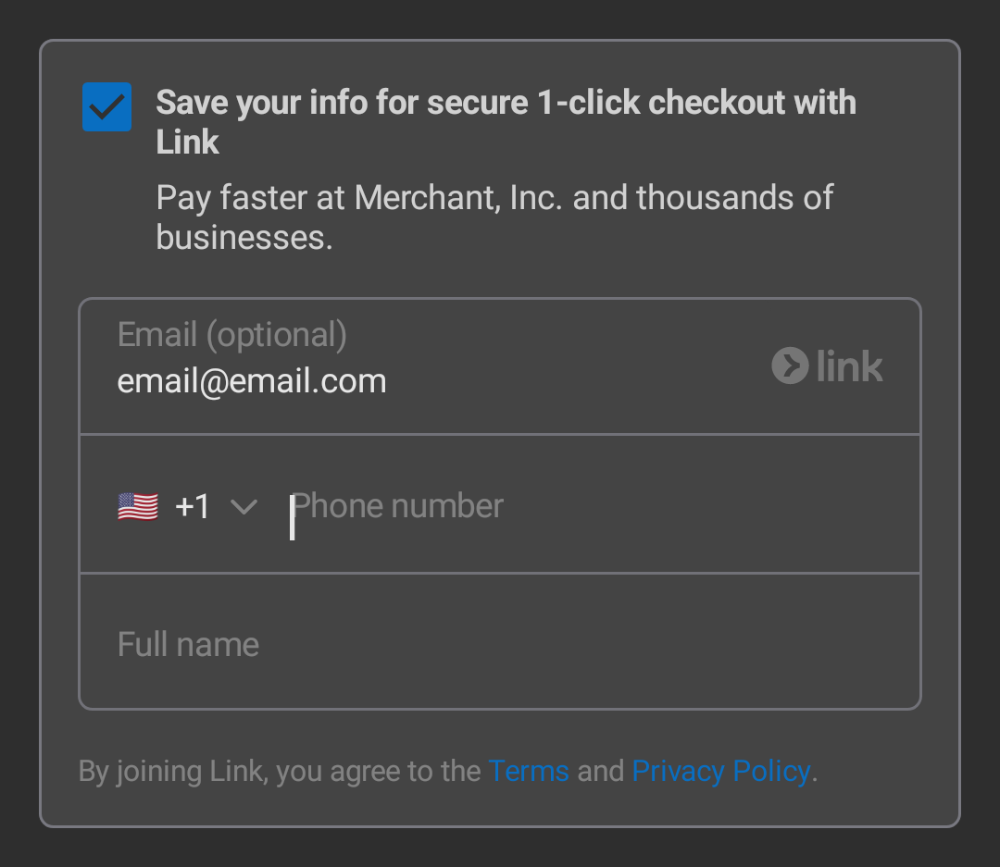 Save your info for secure 1-click checkout with
Link
Pay faster at Merchant, Inc. and thousands of
businesses.
Email (optional)
email@email.com
link
+1
Phone number
Full name
By joining Link, you agree to the Terms and Privacy Policy.